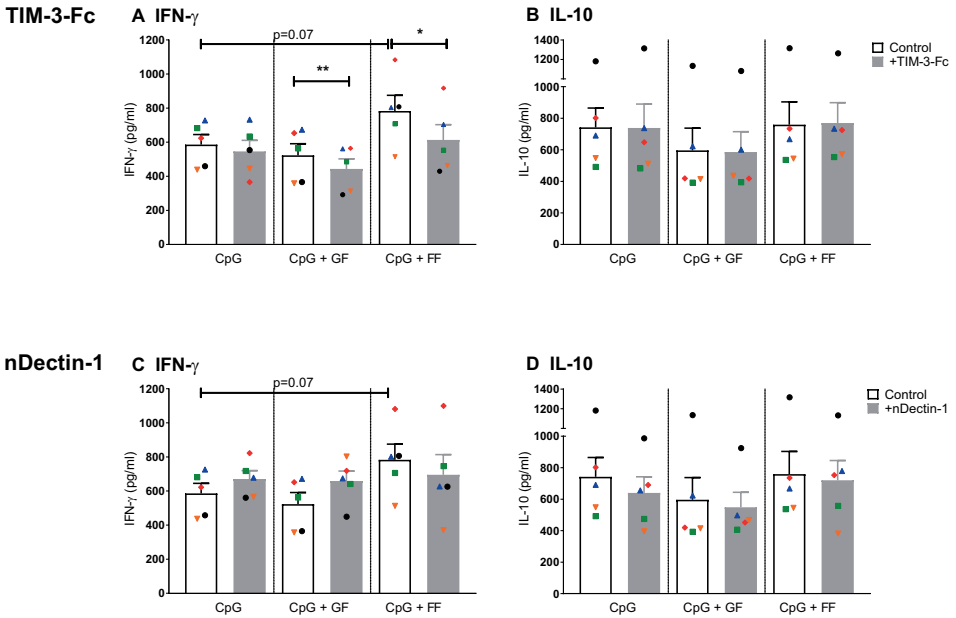 TIM-3-Fc
A IFN-γ
p=0.07
*
**
1200
1000
800
600
400
200
0
IFN-γ (pg/ml)
CpG
CpG + GF
CpG + FF
B IL-10
1400
1200
800
600
400
200
0
IL-10 (pg/ml)
CpG
CpG + GF
CpG + FF
Control
+TIM-3-Fc
nDectin-1
C IFN-γ
p=0.07
1200
1000
800
600
400
200
0
IFN-γ (pg/ml)
CpG
CpG + GF
CpG + FF
D IL-10
1400
1200
1000
800
600
400
200
0
IL-10 (pg/ml)
CpG
CpG + GF
CpG + FF
Control
+nDectin-1